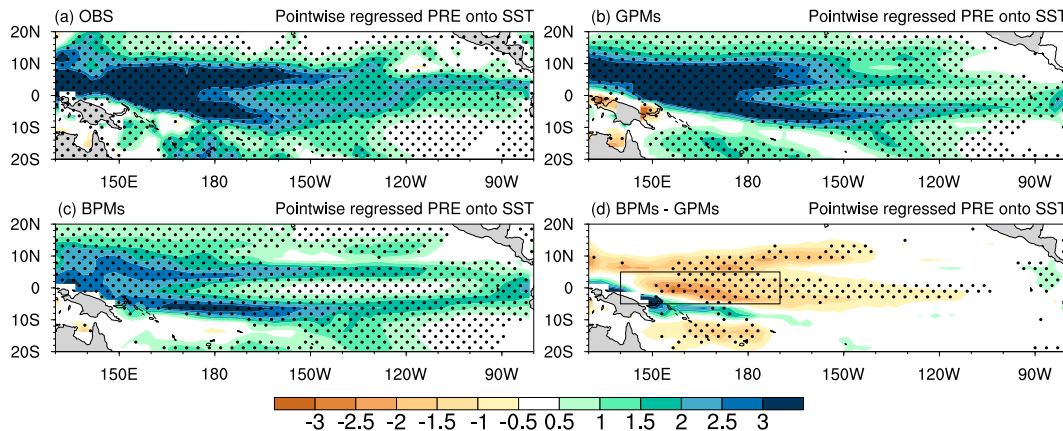 (a) OBS Pointwise regressed PRE onto SST
(b) GPMs Pointwise regressed PRE onto SST
20N 20N
10N 10N
0 0
10S 10S
20S 20S
150E 180 150W 120W 90W 150E 180 150W 120W 90W
(c) BPMs Pointwise regressed PRE onto SST
(d) BPMs - GPMs Pointwise regressed PRE onto SST
20N 20N
10N 10N
0 0
10S 10S
20S 20S
150E 180 150W 120W 90W 150E 180 150W 120W 90W
-3 -2.5 -2 -1.5 -1 -0.5 0.5 1 1.5 2 2.5 3